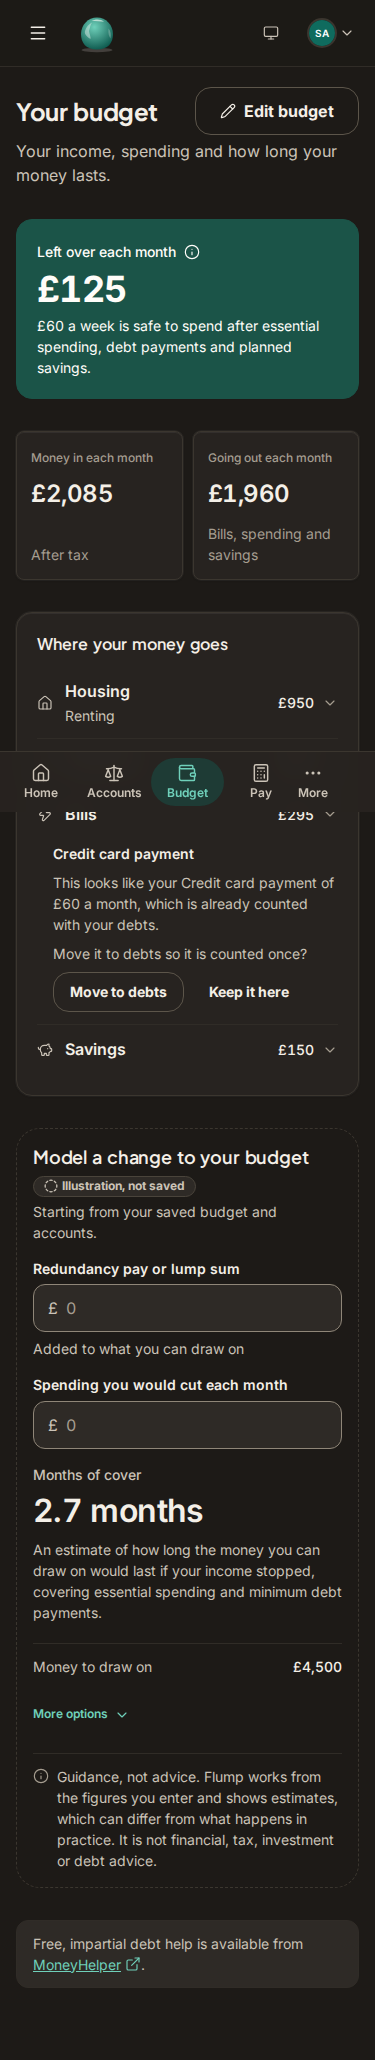 SA
Your budget
Edit budget
Your income, spending and how long your
money lasts.
Left over each month
£125
£60 a week is safe to spend after essential
spending, debt payments and planned
savings.
Money in each month
£2,085
After tax
Going out each month
£1,960
Bills, spending and
savings
Where your money goes
Housing
Renting
£950
Home
Accounts
Budget
Pay
More
Bills
£295
Credit card payment
This looks like your Credit card payment of
£60 a month, which is already counted
with your debts.
Move it to debts so it is counted once?
Move to debts
Keep it here
Savings
£150
Model a change to your budget
Illustration, not saved
Starting from your saved budget and
accounts.
Redundancy pay or lump sum
£ 0
Added to what you can draw on
Spending you would cut each month
£ 0
Months of cover
2.7 months
An estimate of how long the money you can
draw on would last if your income stopped,
covering essential spending and minimum debt
payments.
Money to draw on
£4,500
More options
Guidance, not advice. Flump works from
the figures you enter and shows estimates,
which can differ from what happens in
practice. It is not financial, tax, investment
or debt advice.
Free, impartial debt help is available from
MoneyHelper.